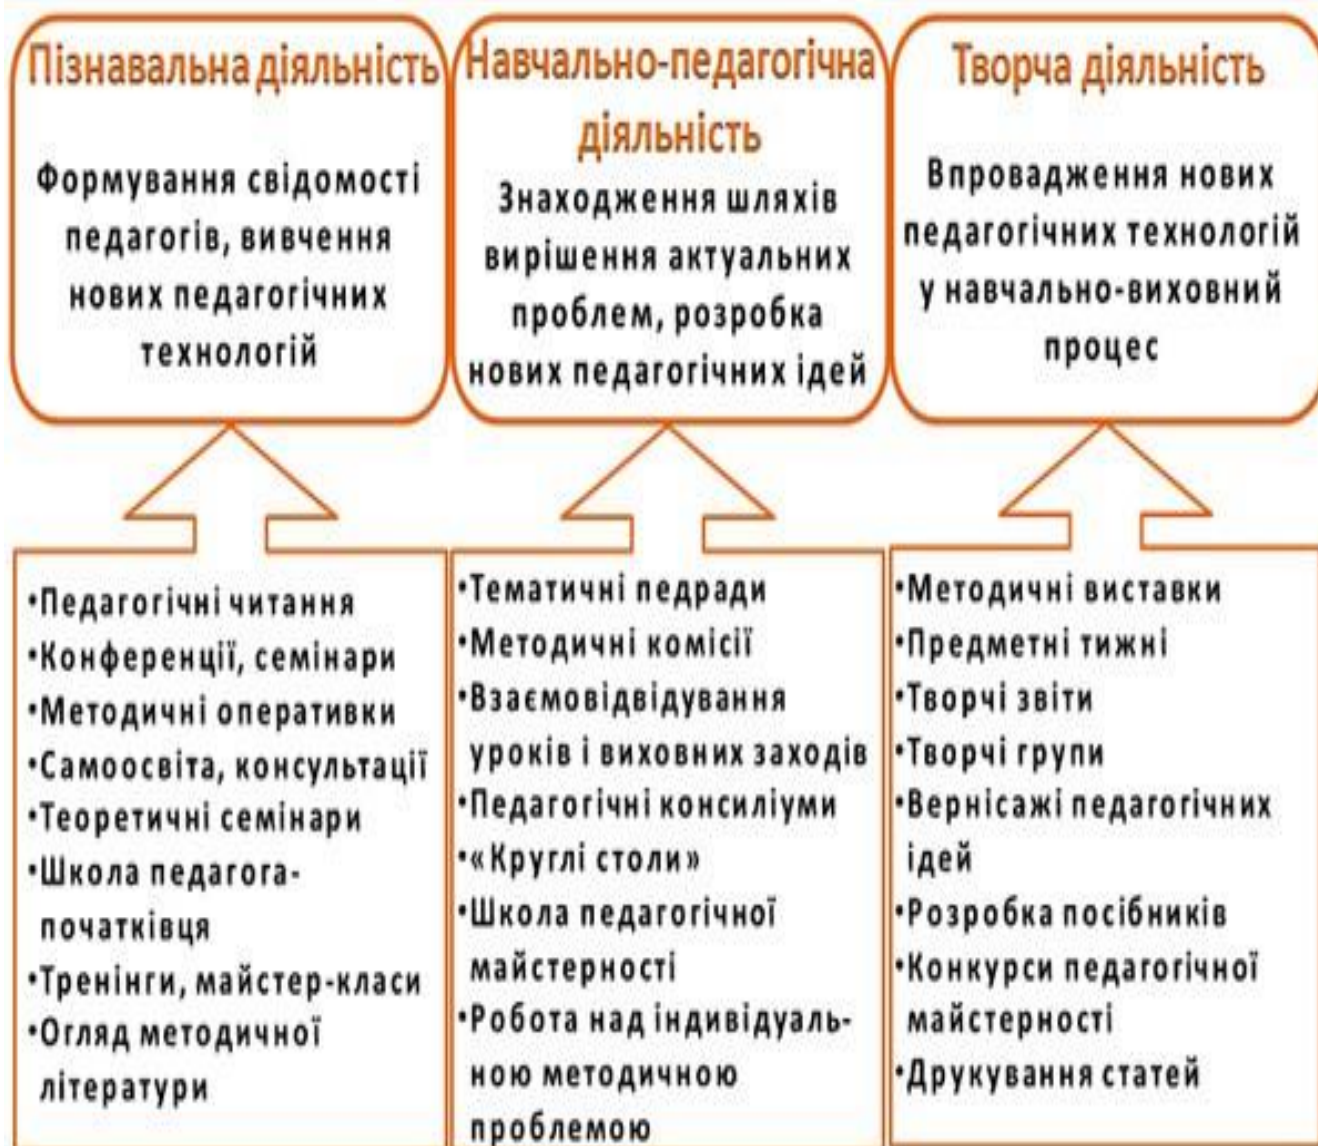 Пізнавальна діяльність
Формування свідомості
педагогів, вивчення
нових педагогічних
технологій
Навчально-педагогічна
діяльність
Знаходження шляхів
вирішення актуальних
проблем, розробка
нових педагогічних ідей
Творча діяльність
Впровадження нових
педагогічних технологій
у навчально-виховний
процес
•Педагогічні читання
•Конференції, семінари
•Методичні оперативки
•Самоосвіта, консультації
•Теоретичні семінари
•Школа педагога-
початківця
•Тренінги, майстер-класи
•Огляд методичної
літератури
•Тематичні педради
•Методичні комісії
•Взаємовідвідування
уроків і виховних заходів
•Педагогічні консиліуми
•«Круглі столи»
•Школа педагогічної
майстерності
•Робота над індивідуаль-
ною методичною
проблемою
•Методичні виставки
•Предметні тижні
•Творчі звіти
•Творчі групи
•Вернісажі педагогічних
ідей
•Розробка посібників
•Конкурси педагогічної
майстерності
•Друкування статей